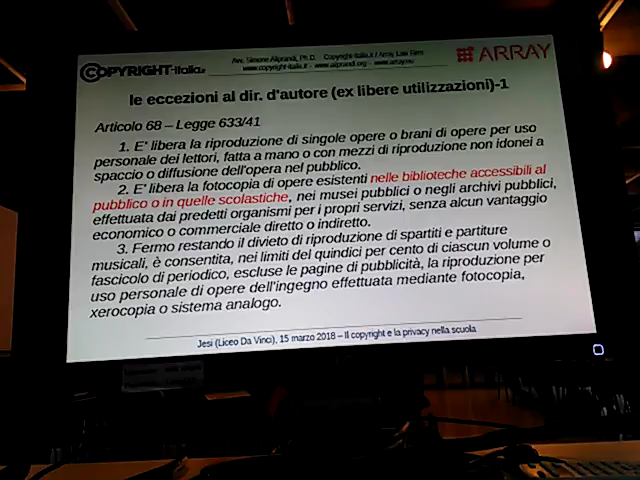 COPYRIGHT-Italia.it
Avv. Simone Aliprandi, Ph.D. Copyright-Italia.it / Array Law Firm
www.copyright-italia.it - www.aliprandi.org - www.array.eu
ARRAY
le eccezioni al dir. d'autore (ex libere utilizzazioni)-1
Articolo 68 – Legge 633/41
1. E' libera la riproduzione di singole opere o brani di opere per uso
personale dei lettori, fatta a mano o con mezzi di riproduzione non idonei a
spaccio o diffusione dell'opera nel pubblico.
2. E' libera la fotocopia di opere esistenti nelle biblioteche accessibili al
pubblico o in quelle scolastiche, nei musei pubblici o negli archivi pubblici,
effettuata dai predetti organismi per i propri servizi, senza alcun vantaggio
economico o commerciale diretto o indiretto.
3. Fermo restando il divieto di riproduzione di spartiti e partiture
musicali, è consentita, nei limiti del quindici per cento di ciascun volume o
fascicolo di periodico, escluse le pagine di pubblicità, la riproduzione per
uso personale di opere dell'ingegno effettuata mediante fotocopia,
xerocopia o sistema analogo.
Jesi (Liceo Da Vinci), 15 marzo 2018 – Il copyright e la privacy nella scuola